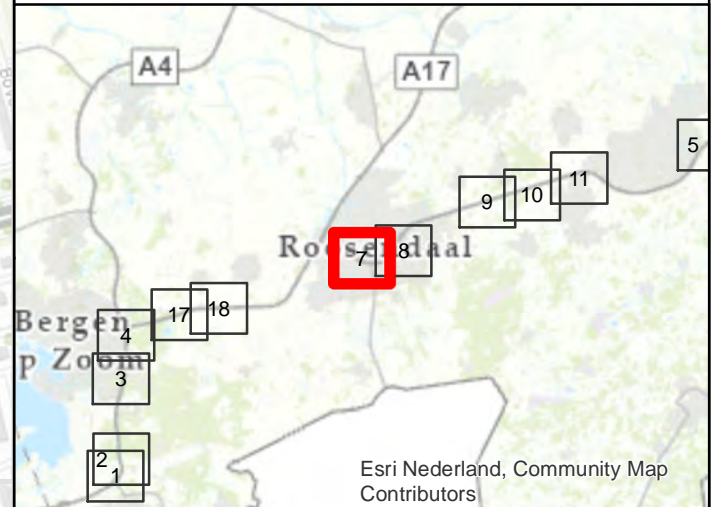 A4
A17
5
11
10
9
Roosendaal
7
8
18
17
Bergen
4
p Zoom
3
2
1
Esri Nederland, Community Map
Contributors